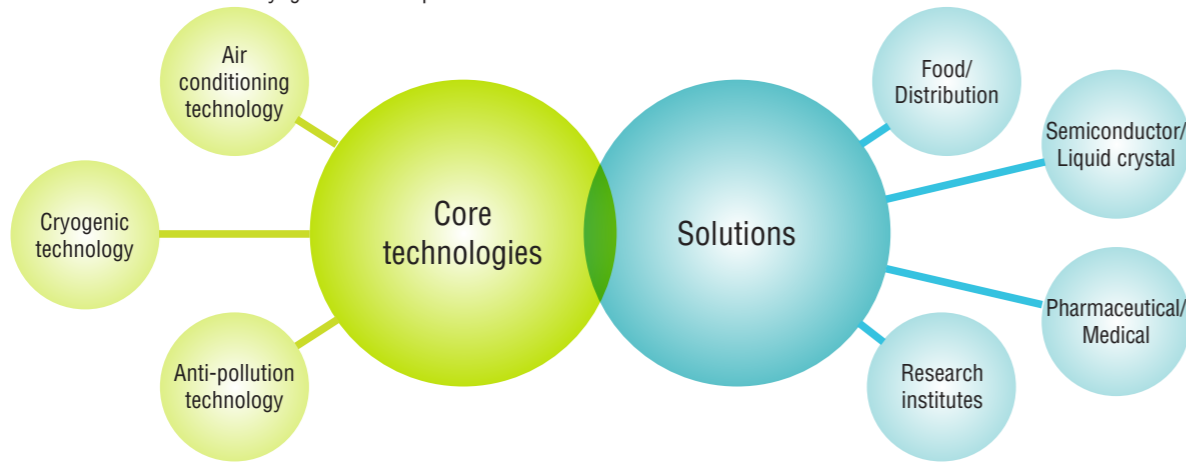 Air
conditioning
technology
Cryogenic
technology
Anti-pollution
technology
Core
technologies
Solutions
Food/
Distribution
Semiconductor/
Liquid crystal
Pharmaceutical/
Medical
Research
institutes